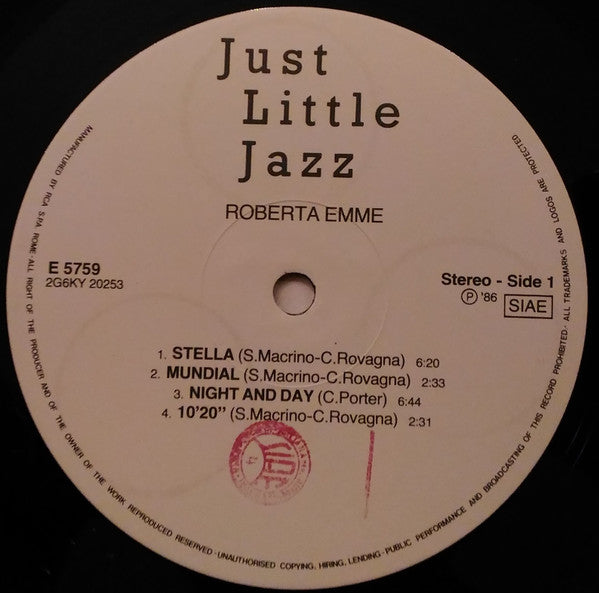 Just
Little
Jazz
ROBERTA EMME
E 5759
2G6KY 20253
Stereo - Side 1
Ⓟ '86 SIAE
1. STELLA (S.Macrino-C.Rovagna) 6:20
2. MUNDIAL (S.Macrino-C.Rovagna) 2:33
3. NIGHT AND DAY (C.Porter) 6:44
4. 10'20" (S.Macrino-C.Rovagna) 2:31
MANUFACTURED BY RCA S.P.A. ROME·ALL RIGHT OF THE PRODUCER AND OF THE OWNER OF THE WORK REPRODUCED RESERVED·UNAUTHORISED COPYING, HIRING, LENDING·PUBLIC PERFORMANCE AND BROADCASTING OF THIS RECORD PROHIBITED·ALL TRADEMARKS AND LOGOS ARE PROTECTED
4